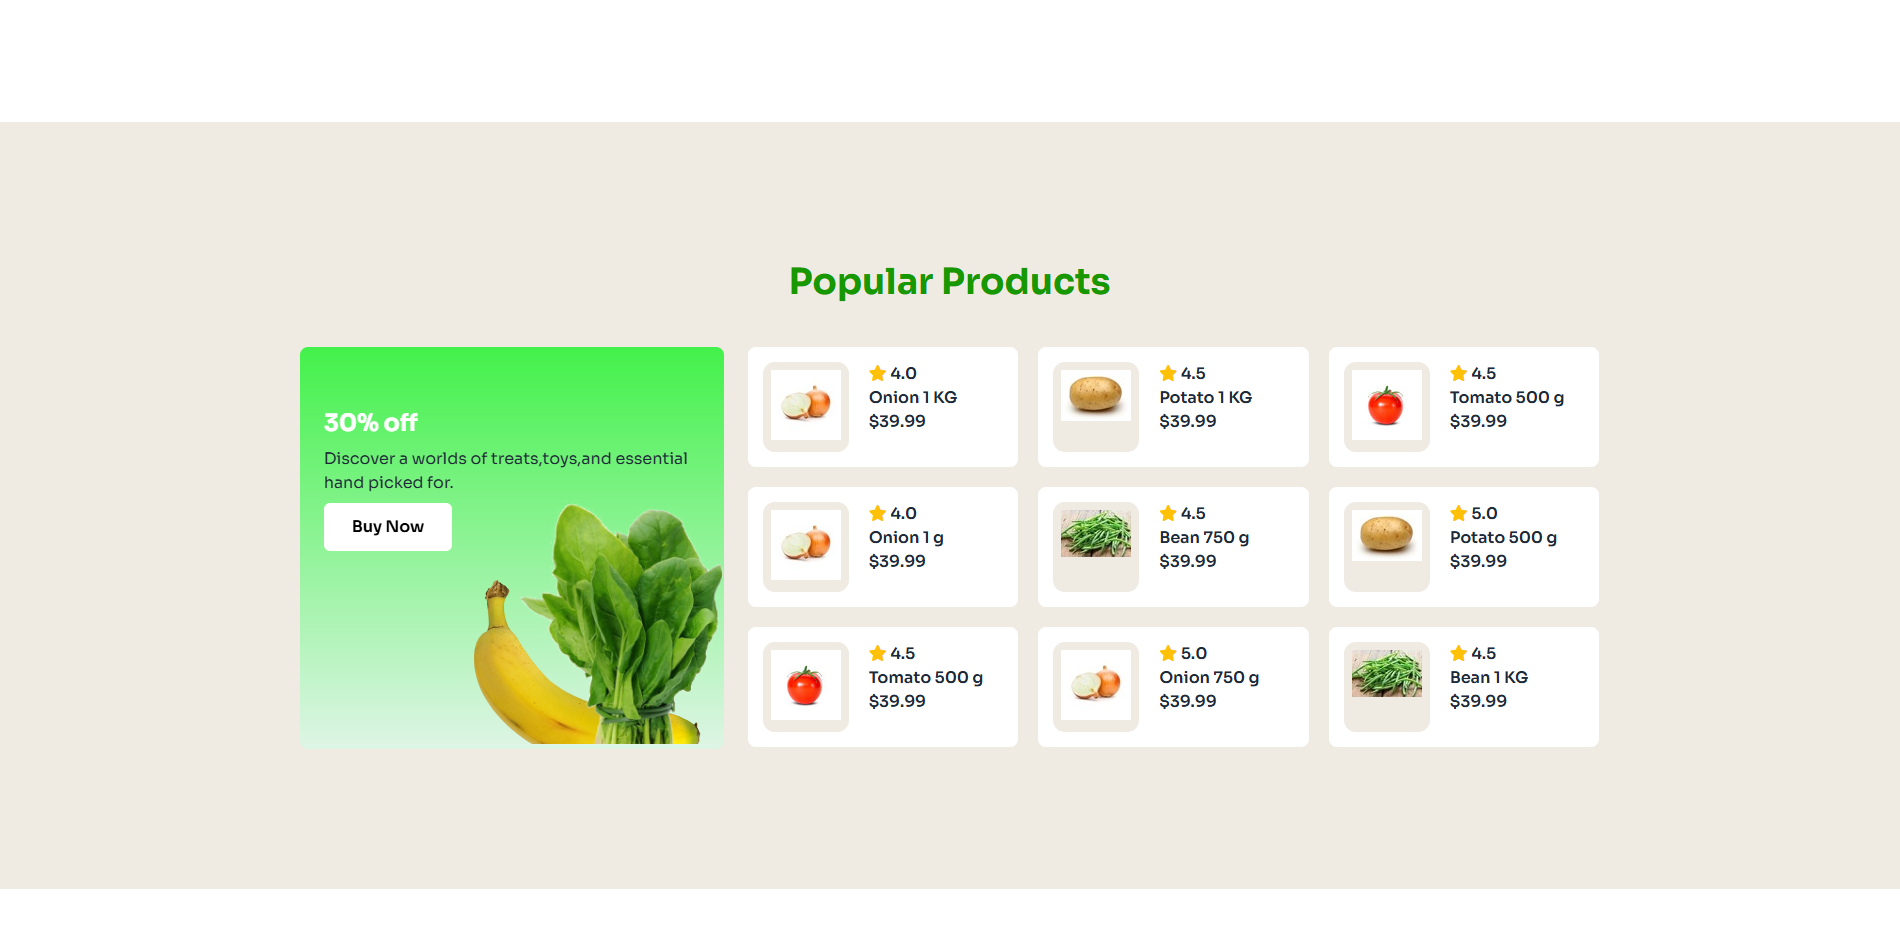 Popular Products
30% off
Discover a worlds of treats,toys,and essential
hand picked for.
Buy Now
4.0
Onion 1 KG
$39.99
4.5
Potato 1 KG
$39.99
4.5
Tomato 500 g
$39.99
4.0
Onion 1 g
$39.99
4.5
Bean 750 g
$39.99
5.0
Potato 500 g
$39.99
4.5
Tomato 500 g
$39.99
5.0
Onion 750 g
$39.99
4.5
Bean 1 KG
$39.99